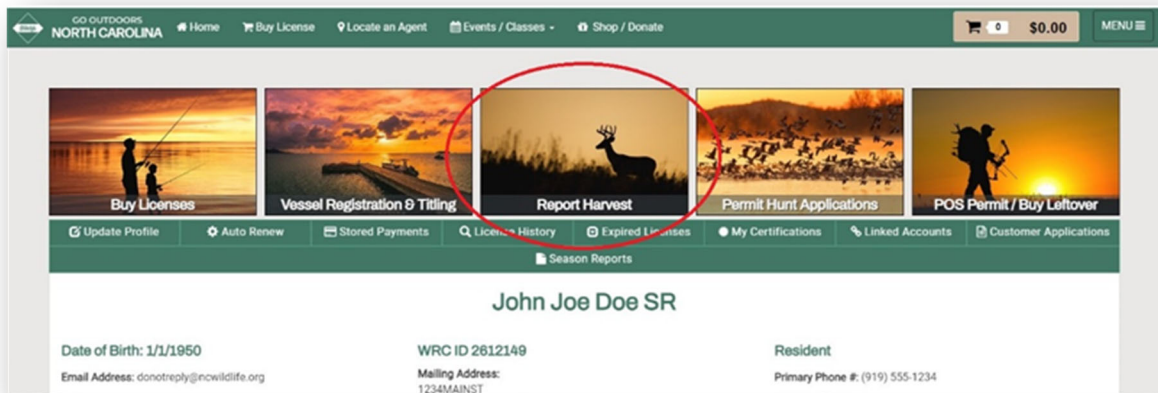 GO OUTDOORS
NORTH CAROLINA
Home Buy License Locate an Agent Events / Classes Shop / Donate 0 $0.00 MENU
Buy Licenses Vessel Registration & Titling Report Harvest Permit Hunt Applications POS Permit / Buy Leftover
Update Profile Auto Renew Stored Payments License History Expired Licenses My Certifications Linked Accounts Customer Applications
Season Reports
John Joe Doe SR
Date of Birth: 1/1/1950 WRC ID 2612149 Resident
Email Address: donotreply@ncwildlife.org Mailing Address: Primary Phone #: (919) 555-1234
1234MAINST